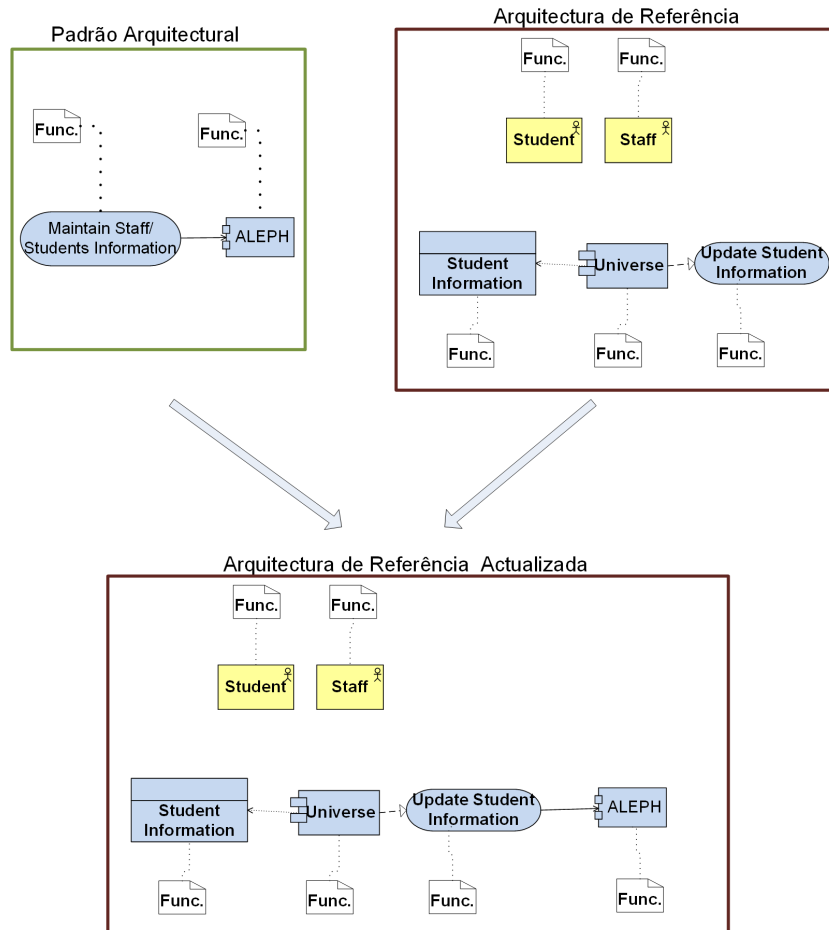 Padrão Arquitectural
Func.
Func.
Maintain Staff/
Students Information
ALEPH
Arquitectura de Referência
Func.
Func.
Student
Staff
Student
Information
Universe
Update Student
Information
Func.
Func.
Func.
Arquitectura de Referência Actualizada
Func.
Func.
Student
Staff
Student
Information
Universe
Update Student
Information
ALEPH
Func.
Func.
Func.
Func.